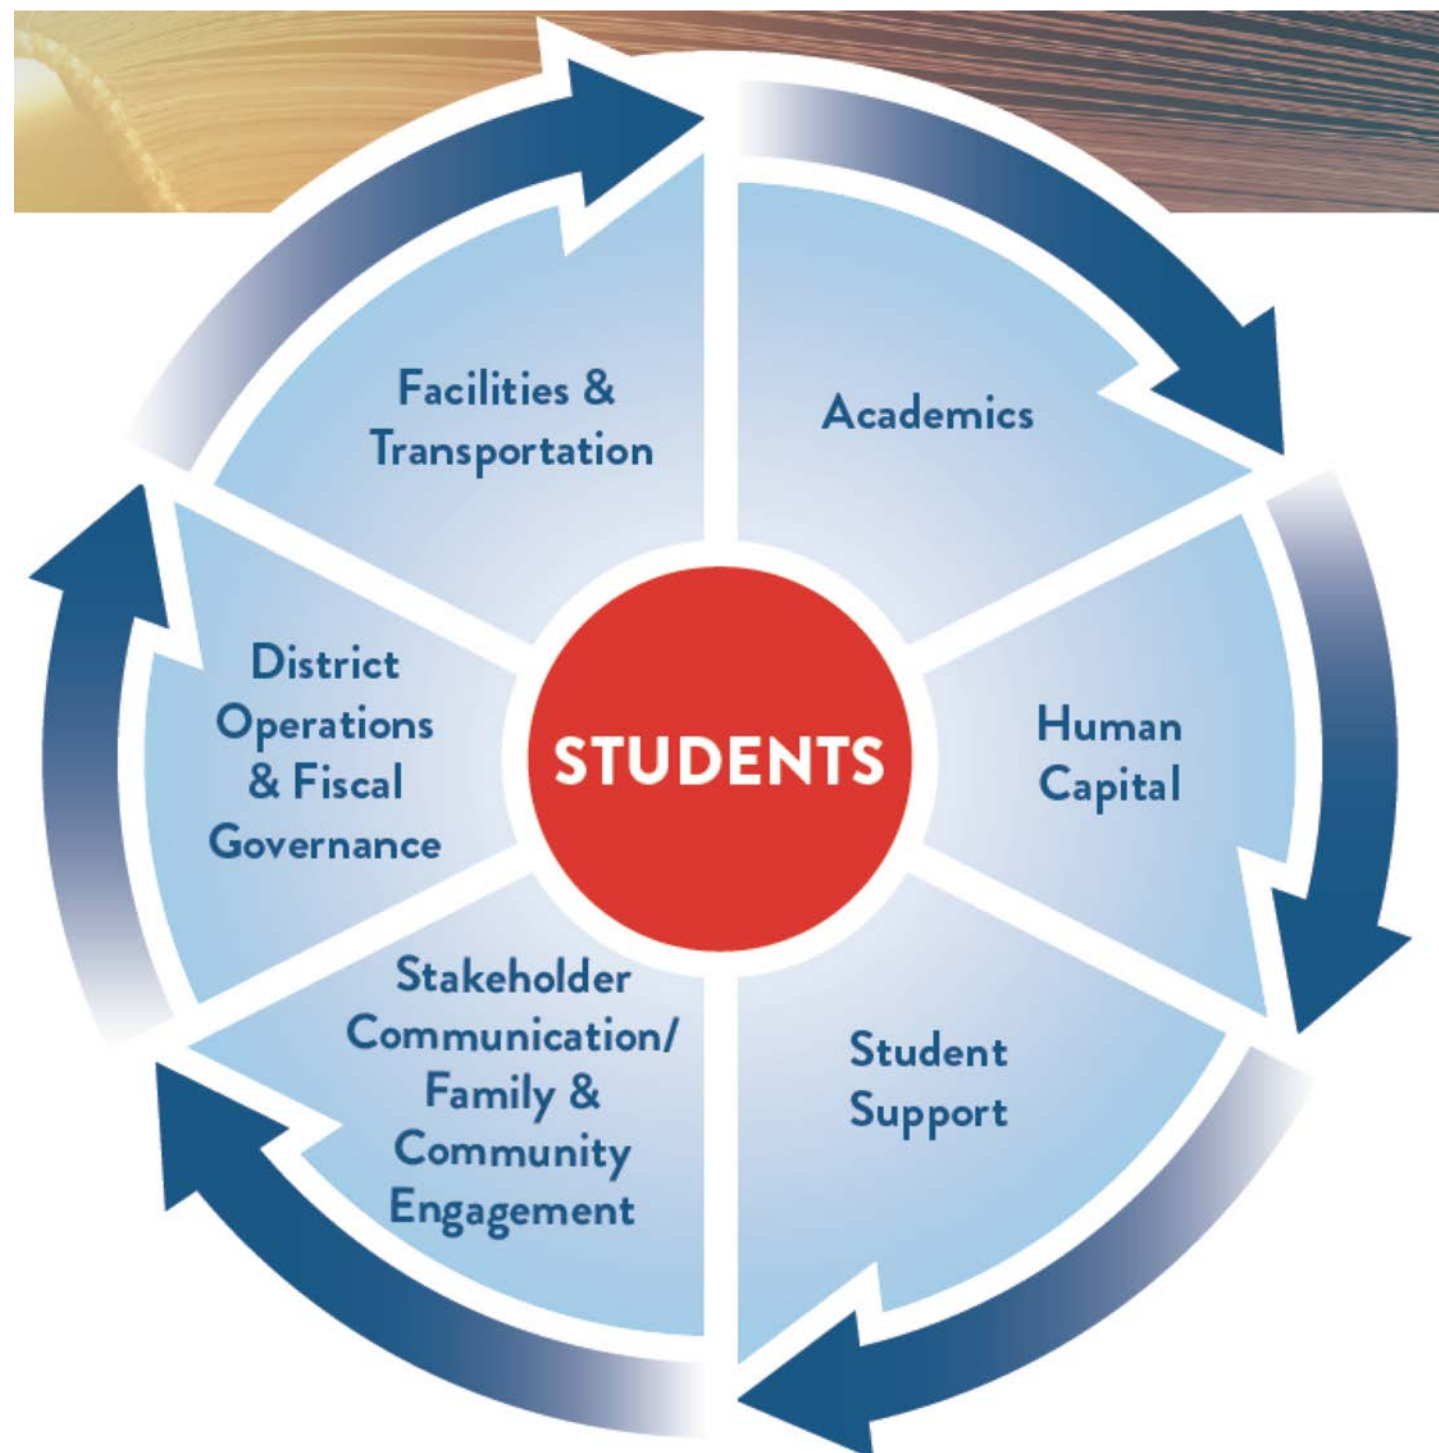 Facilities &
Transportation
Academics
District
Operations
& Fiscal
Governance
STUDENTS
Human
Capital
Stakeholder
Communication/
Family &
Community
Engagement
Student
Support